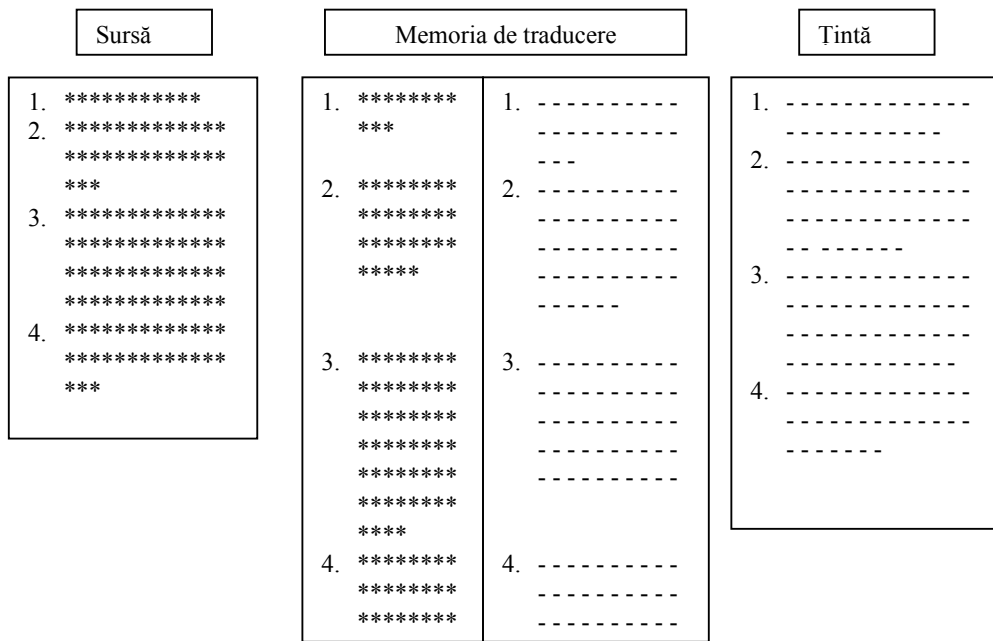 Sursă
Memoria de traducere
Țintă
1. ***********
2. *************
*************
***
3. *************
*************
*************
*************
4. *************
*************
***
1. ********
***
2. ********
********
********
*****
3. ********
********
********
********
********
********
****
4. ********
********
********
1. - - - - - - - - - -
- - - - - - - - - -
- - -
2. - - - - - - - - - -
- - - - - - - - - -
- - - - - - - - - -
- - - - - - - - - -
- - - - - -
3. - - - - - - - - - -
- - - - - - - - - -
- - - - - - - - - -
- - - - - - - - - -
- - - - - - - - - -
4. - - - - - - - - - -
- - - - - - - - - -
- - - - - - - - - -
1. - - - - - - - - - - - - -
- - - - - - - - - - -
2. - - - - - - - - - - - - -
- - - - - - - - - - - - -
- - - - - - - - - - - - -
- - - - - - - -
3. - - - - - - - - - - - - -
- - - - - - - - - - - - -
- - - - - - - - - - - - -
- - - - - - - - - - - -
4. - - - - - - - - - - - - -
- - - - - - - - - - - - -
- - - - - - -